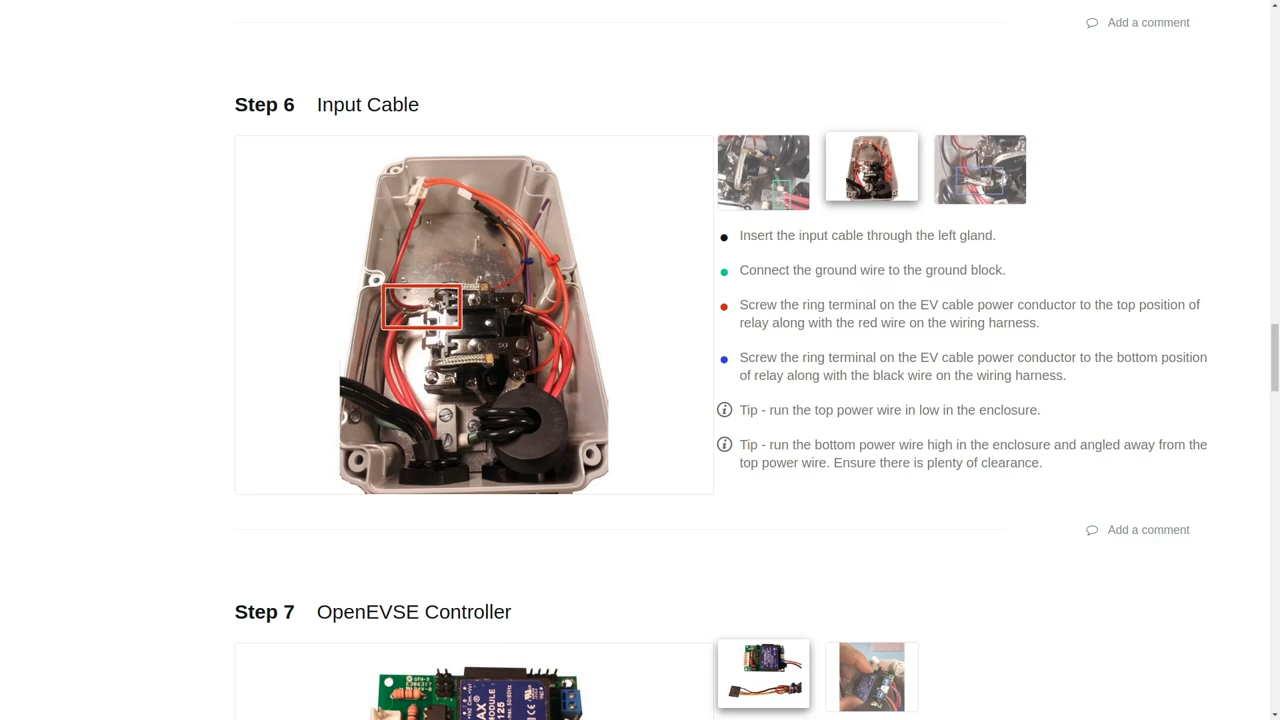 Add a comment
Step 6 Input Cable
Insert the input cable through the left gland.
Connect the ground wire to the ground block.
Screw the ring terminal on the EV cable power conductor to the top position of
relay along with the red wire on the wiring harness.
Screw the ring terminal on the EV cable power conductor to the bottom position
of relay along with the black wire on the wiring harness.
Tip - run the top power wire in low in the enclosure.
Tip - run the bottom power wire high in the enclosure and angled away from the
top power wire. Ensure there is plenty of clearance.
Add a comment
Step 7 OpenEVSE Controller